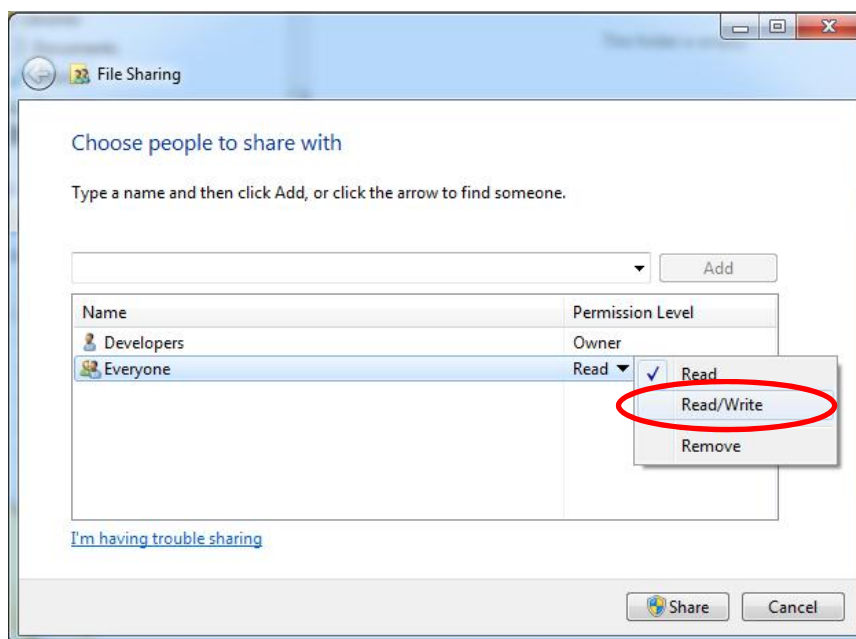 File Sharing
Choose people to share with
Type a name and then click Add, or click the arrow to find someone.
Add
Name Permission Level
Developers Owner
Everyone Read
Read
Read/Write
Remove
I'm having trouble sharing
Share Cancel